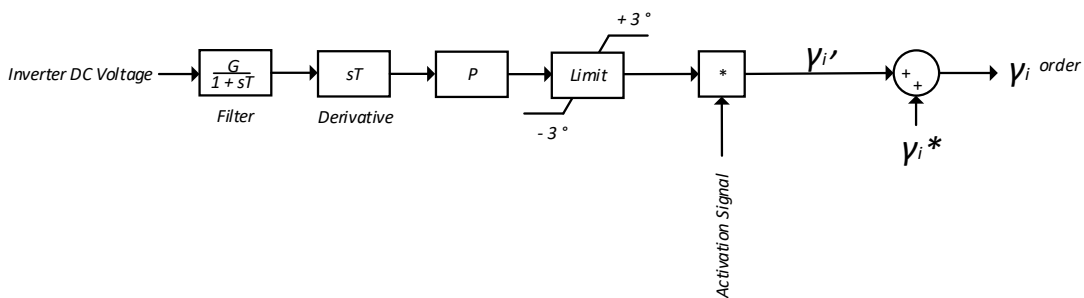 + 3 °
Inverter DC Voltage
G
1 + sT
sT
P
Limit
*
γi’
+
+
γi order
Filter
Derivative
- 3 °
γi*
Activation Signal